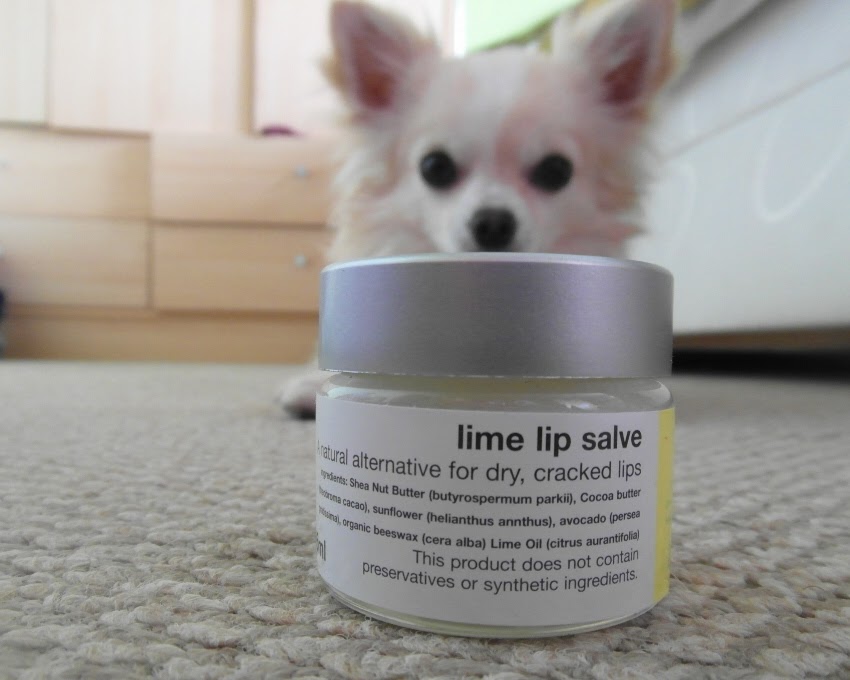 lime lip salve
A natural alternative for dry, cracked lips
ingredients: Shea Nut Butter (butyrospermum parkii), Cocoa butter
cacao), sunflower (helianthus annthus), avocado (persea
organic beeswax (cera alba) Lime Oil (citrus aurantifolia)
ml
This product does not contain
preservatives or synthetic ingredients.